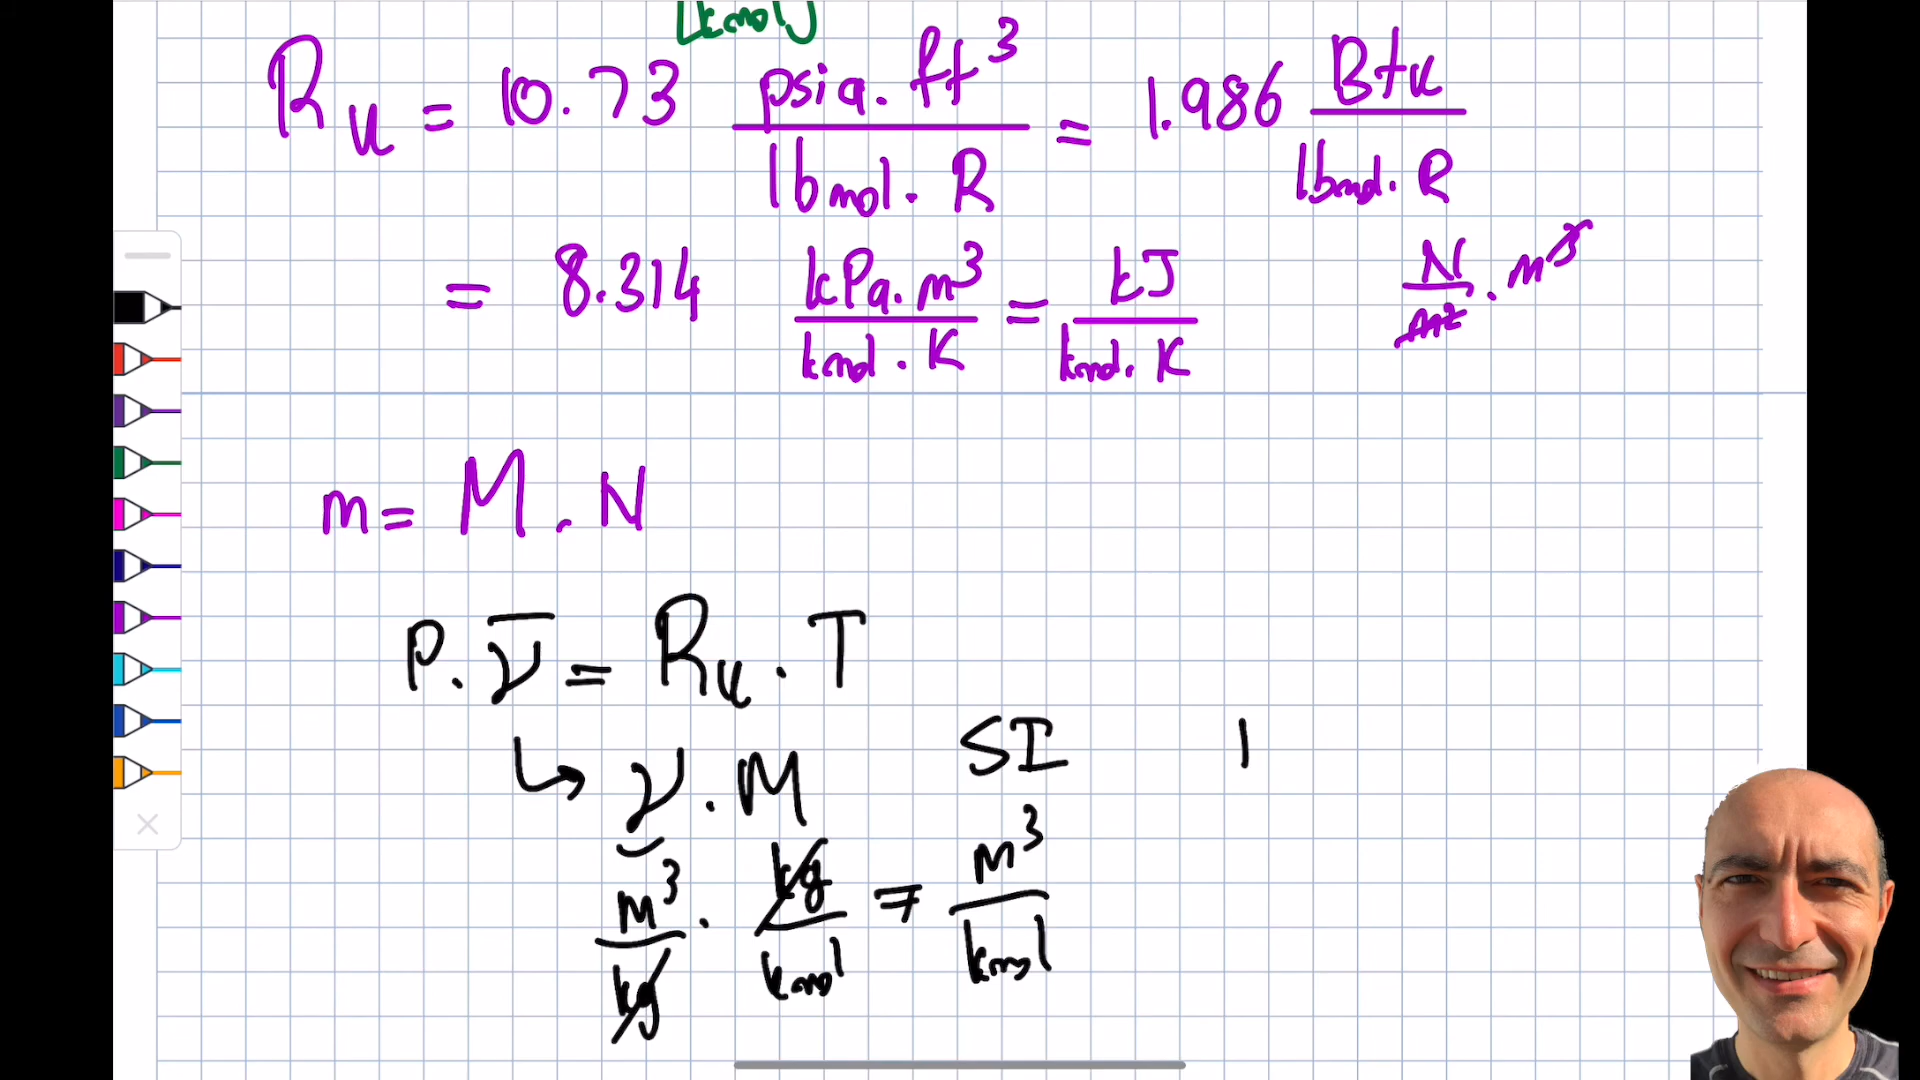 [kmol]
Ru = 10.73 psia.ft³/lbmol.R = 1.986 Btu/lbmol.R
= 8.314 kPa.m³/kmol.K = kJ/kmol.K N/m² . m³
m = M . N
P . ν̅ = Ru . T
↳ ν . M SI |
m³/kg . kg/kmol = m³/kmol